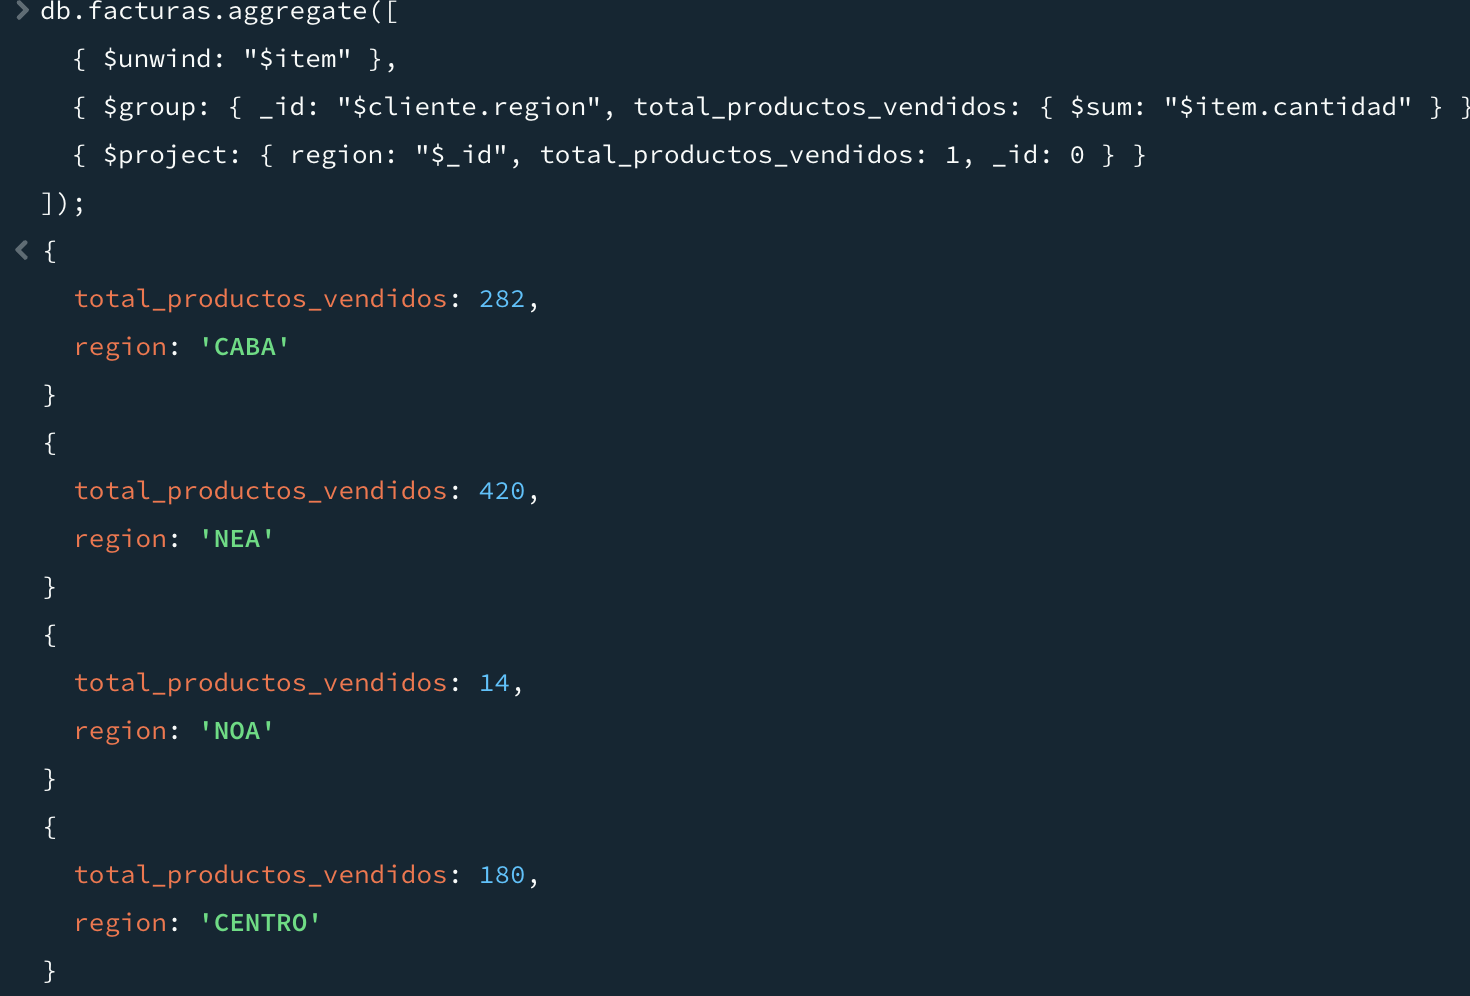 db.facturas.aggregate([
{ $unwind: "$item" },
{ $group: { _id: "$cliente.region", total_productos_vendidos: { $sum: "$item.cantidad" } }
{ $project: { region: "$_id", total_productos_vendidos: 1, _id: 0 } }
]);
{
total_productos_vendidos: 282,
region: 'CABA'
}
{
total_productos_vendidos: 420,
region: 'NEA'
}
{
total_productos_vendidos: 14,
region: 'NOA'
}
{
total_productos_vendidos: 180,
region: 'CENTRO'
}